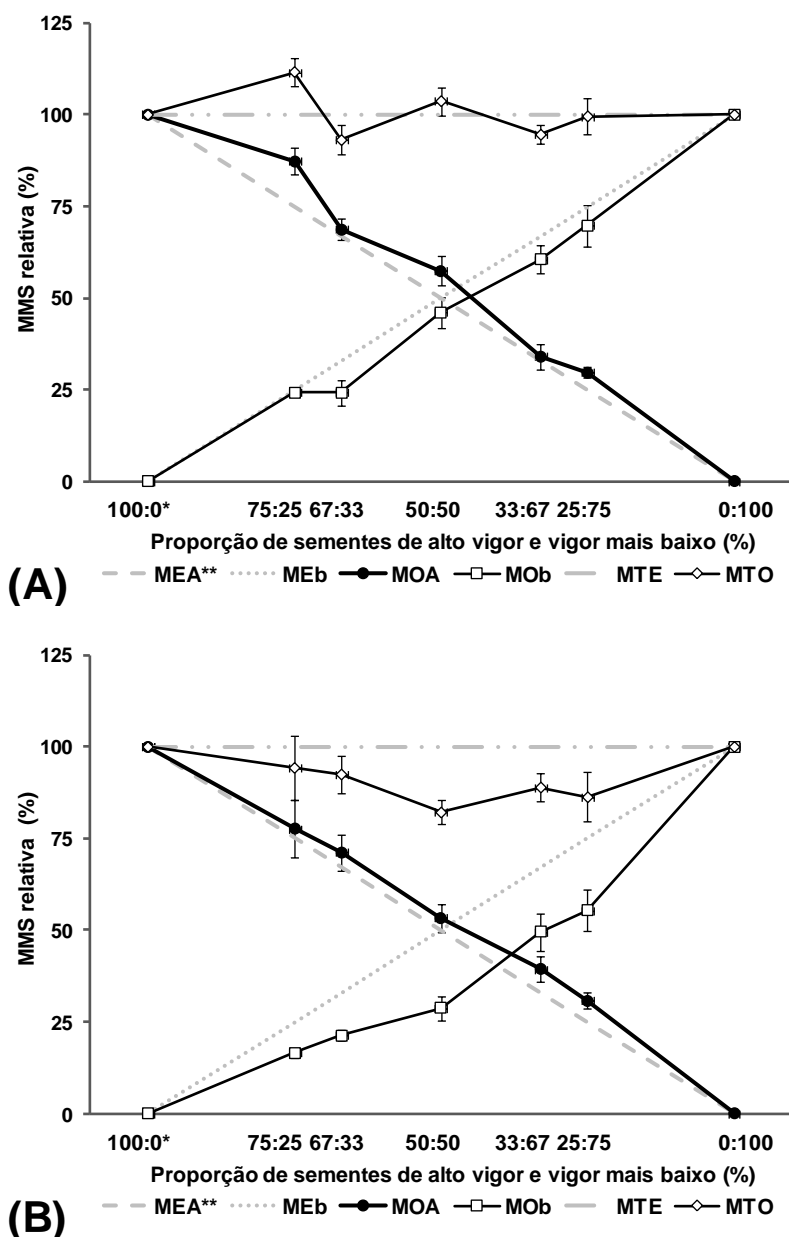 125
100
75
50
25
0
MMS relativa (%)
100:0* 75:25 67:33 50:50 33:67 25:75 0:100
Proporção de sementes de alto vigor e vigor mais baixo (%)
(A) MEA** MEb MOA MOb MTE MTO
125
100
75
50
25
0
MMS relativa (%)
100:0* 75:25 67:33 50:50 33:67 25:75 0:100
Proporção de sementes de alto vigor e vigor mais baixo (%)
(B) MEA** MEb MOA MOb MTE MTO